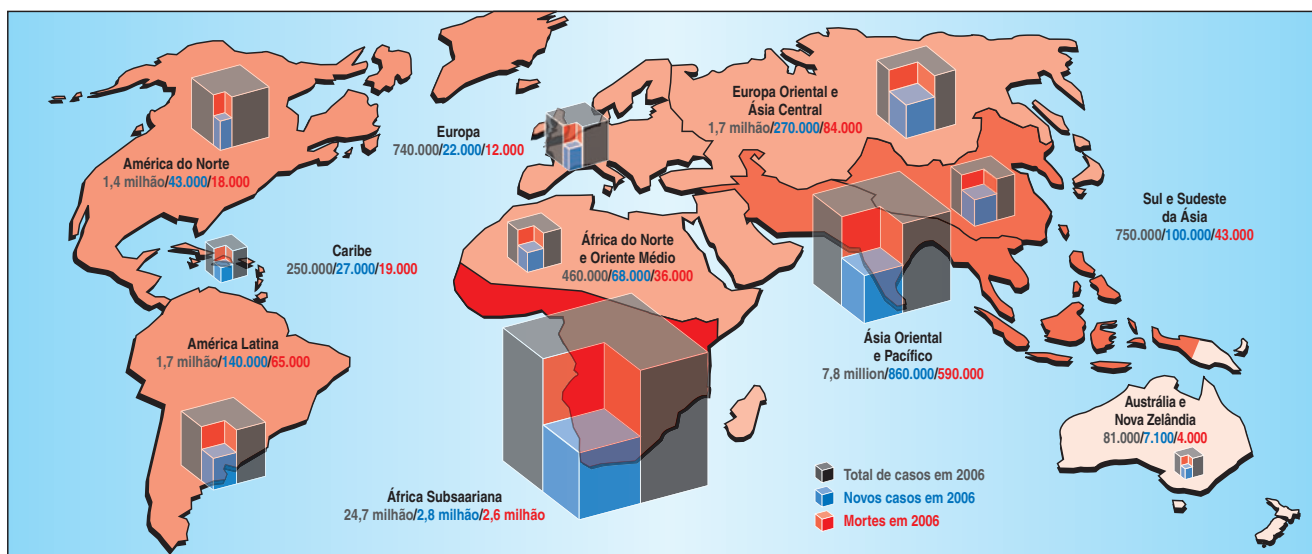 América do Norte
1,4 milhão/43.000/18.000
Caribe
250.000/27.000/19.000
América Latina
1,7 milhão/140.000/65.000
Europa
740.000/22.000/12.000
África do Norte
e Oriente Médio
460.000/68.000/36.000
África Subsaariana
24,7 milhão/2,8 milhão/2,6 milhão
Europa Oriental e
Ásia Central
1,7 milhão/270.000/84.000
Sul e Sudeste
da Ásia
750.000/100.000/43.000
Ásia Oriental
e Pacífico
7,8 million/860.000/590.000
Austrália e
Nova Zelândia
81.000/7.100/4.000
Total de casos em 2006
Novos casos em 2006
Mortes em 2006